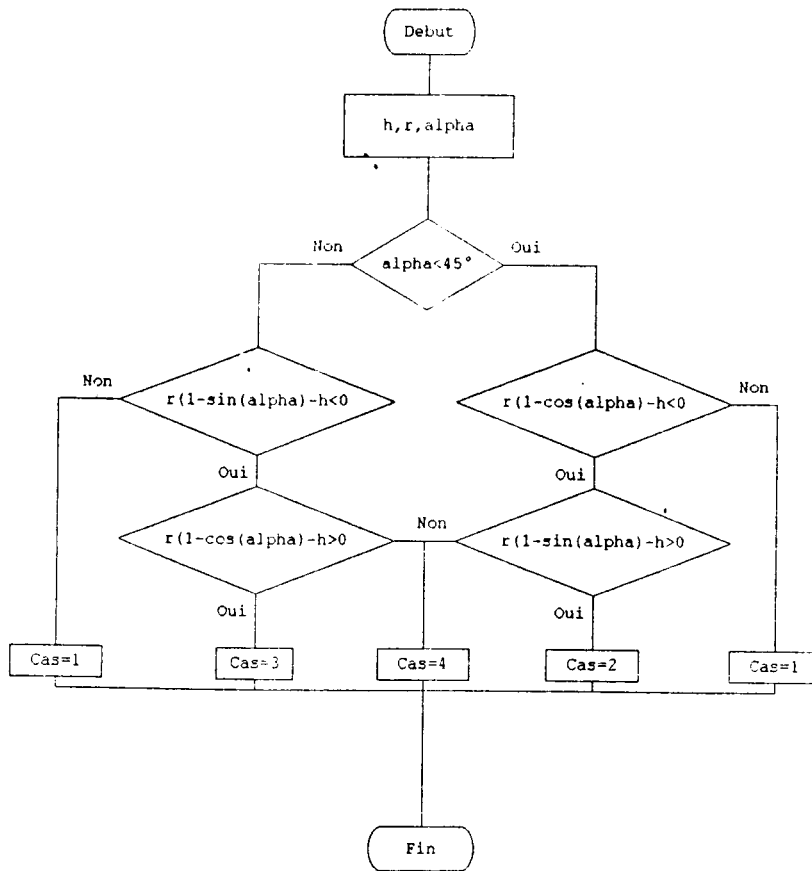 Debut
h,r,alpha
Non
Oui
alpha<45°
Non
Non
r(1-sin(alpha)-h<0
r(1-cos(alpha)-h<0
Oui
Oui
r(1-cos(alpha)-h>0
Non
r(1-sin(alpha)-h>0
Oui
Oui
Cas=1
Cas=3
Cas=4
Cas=2
Cas=1
Fin